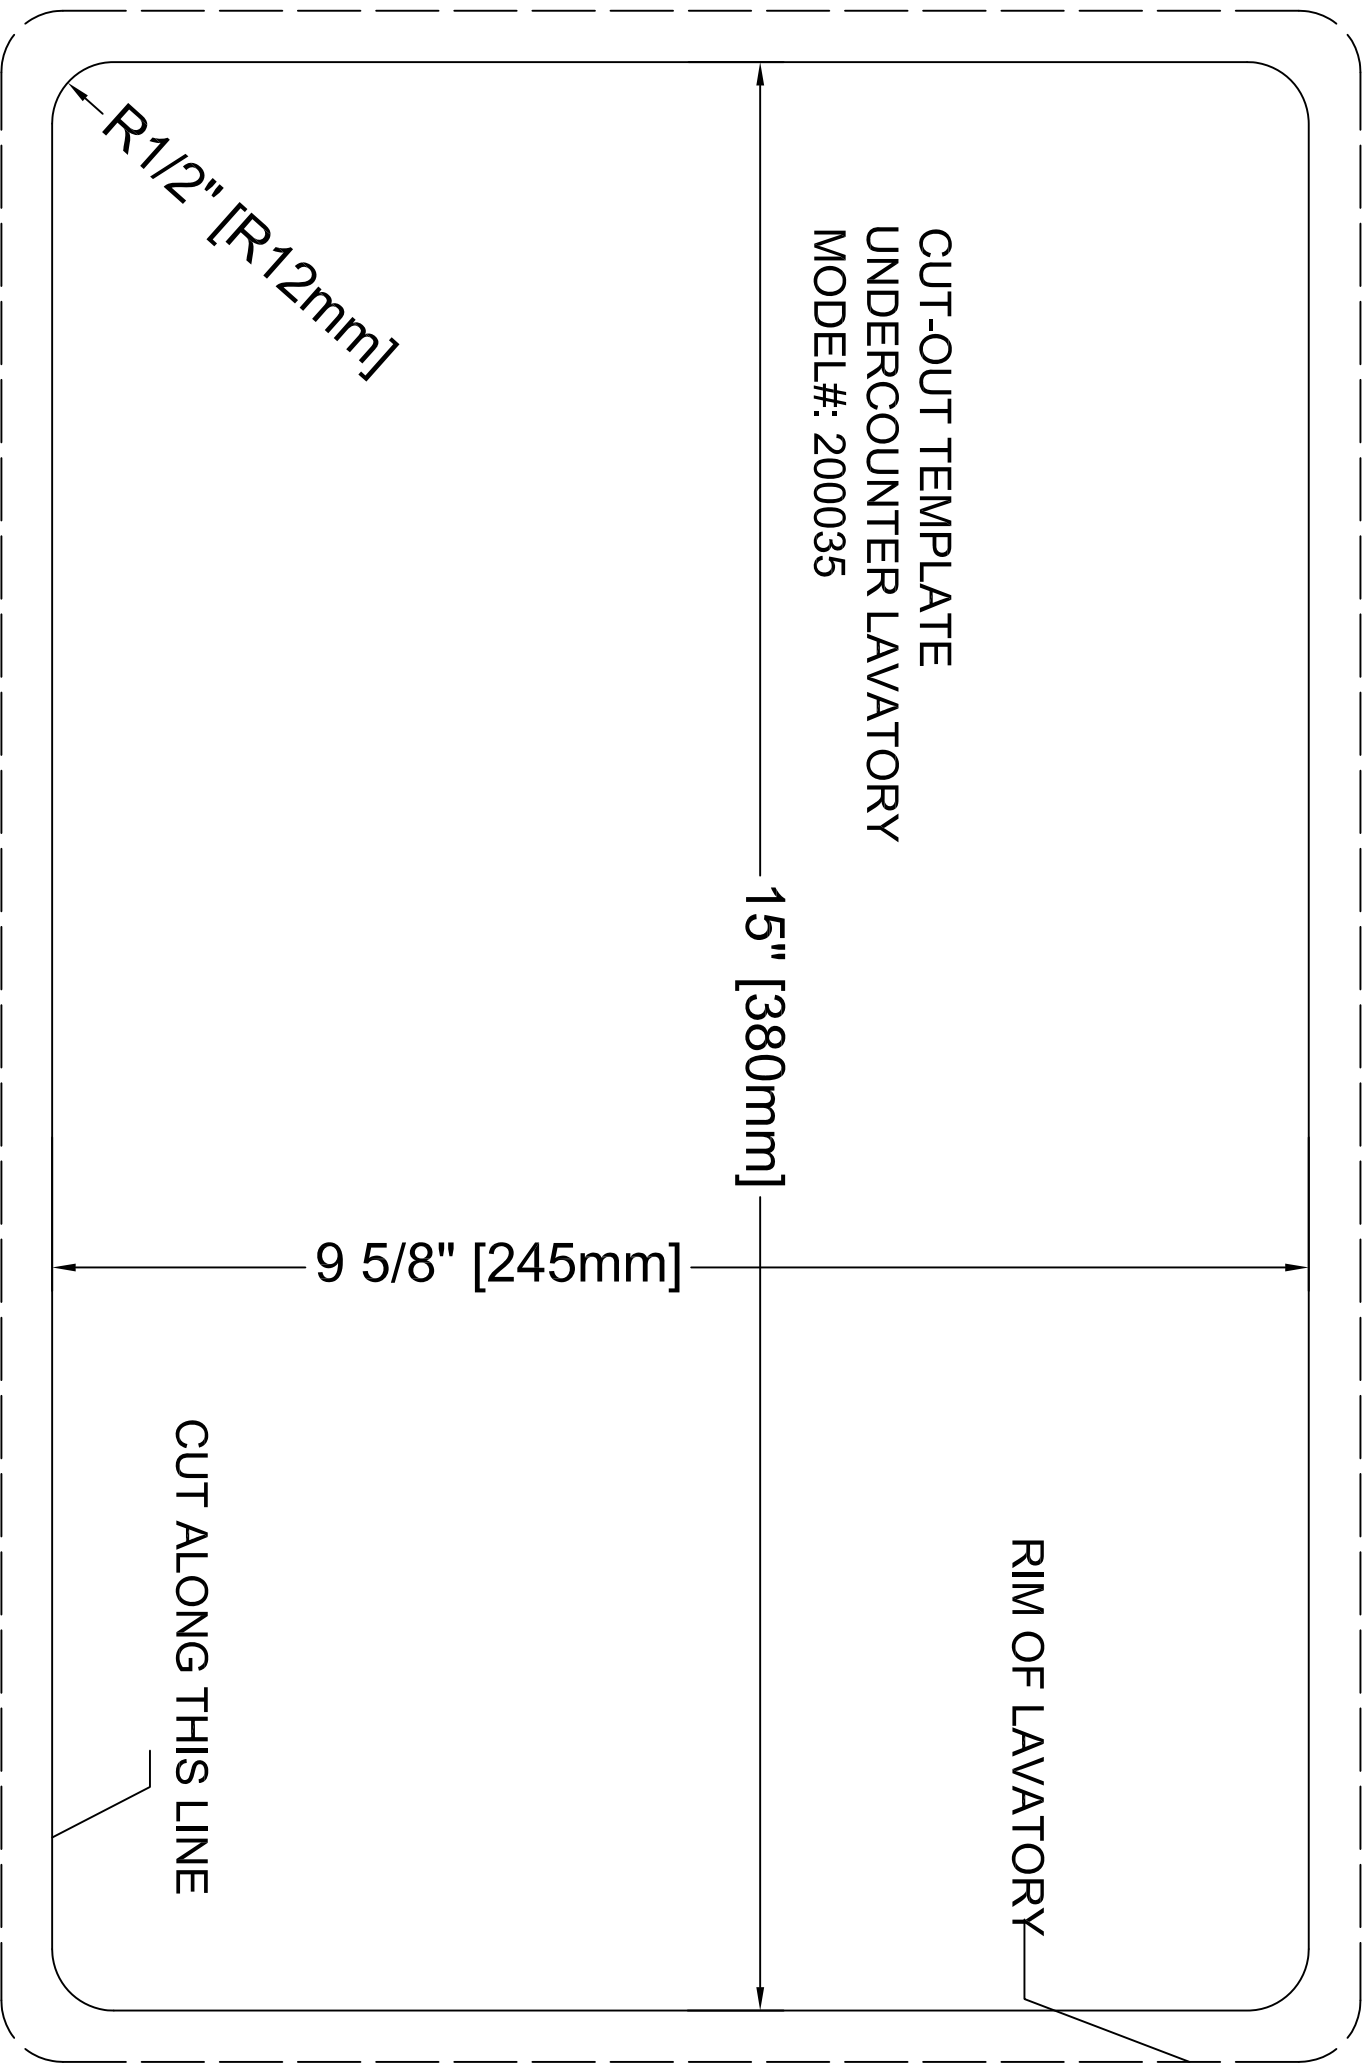 CUT-OUT TEMPLATE
UNDERCOUNTER LAVATORY
MODEL#: 200035
R1/2" [R12mm]
15" [380mm]
9 5/8" [245mm]
RIM OF LAVATORY
CUT ALONG THIS LINE